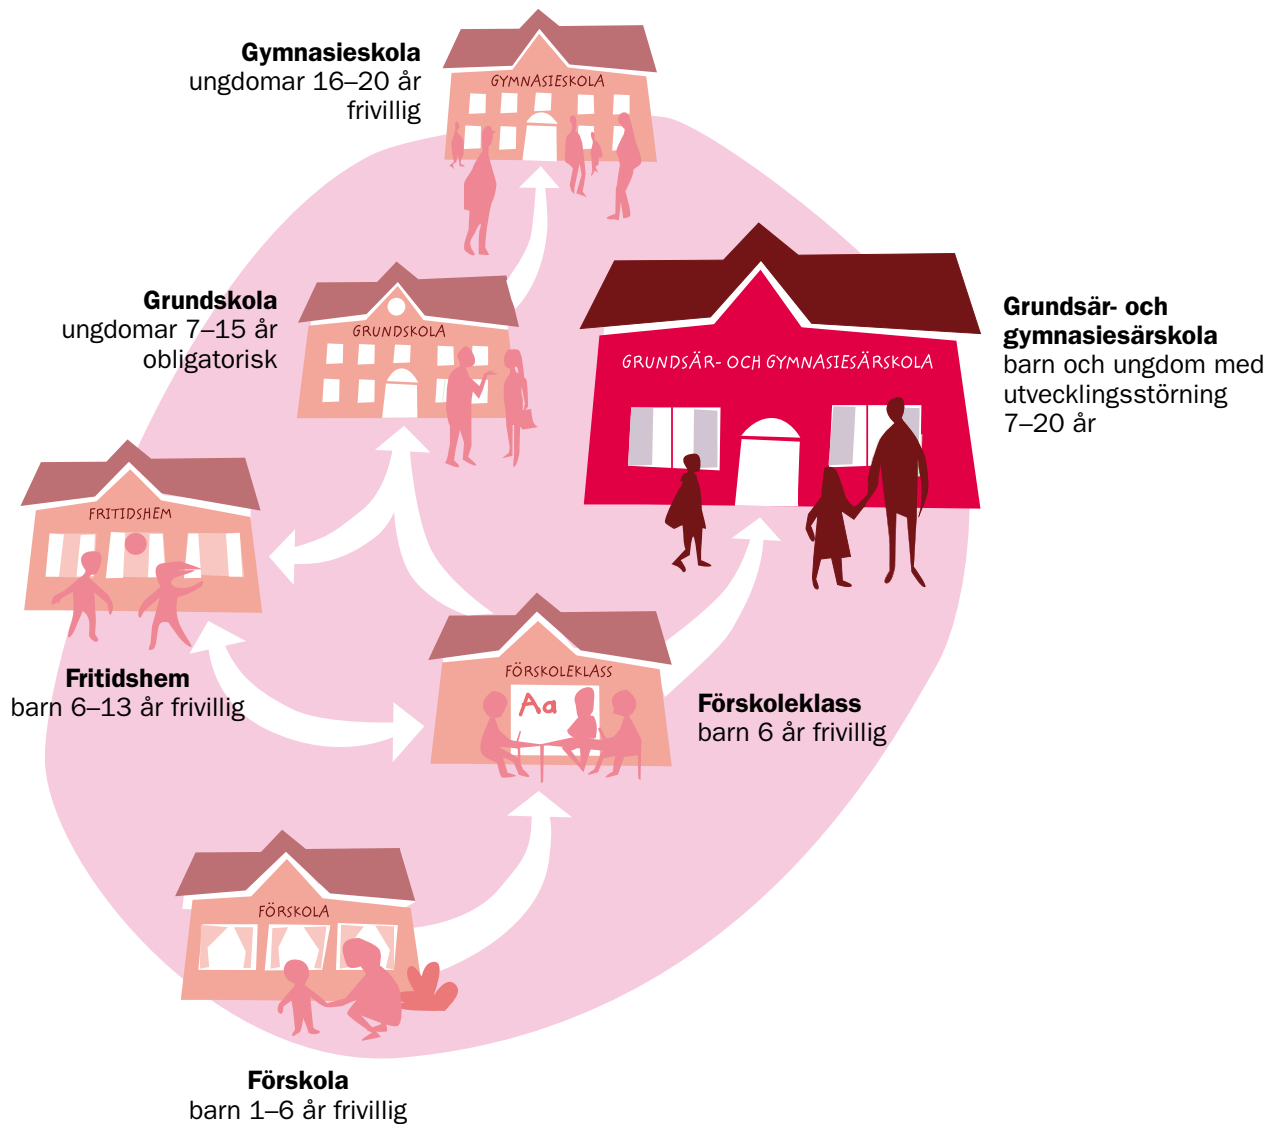 Gymnasieskola
ungdomar 16–20 år
frivillig
GYMNASIESKOLA
Grundskola
ungdomar 7–15 år
obligatorisk
GRUNDSKOLA
Grundsär- och
gymnasiesärskola
barn och ungdom med
utvecklingsstörning
7–20 år
GRUNDSÄR- OCH GYMNASIESÄRSKOLA
FRITIDSHEM
Fritidshem
barn 6–13 år frivillig
FÖRSKOLEKLASS
Aa
Förskoleklass
barn 6 år frivillig
FÖRSKOLA
Förskola
barn 1–6 år frivillig